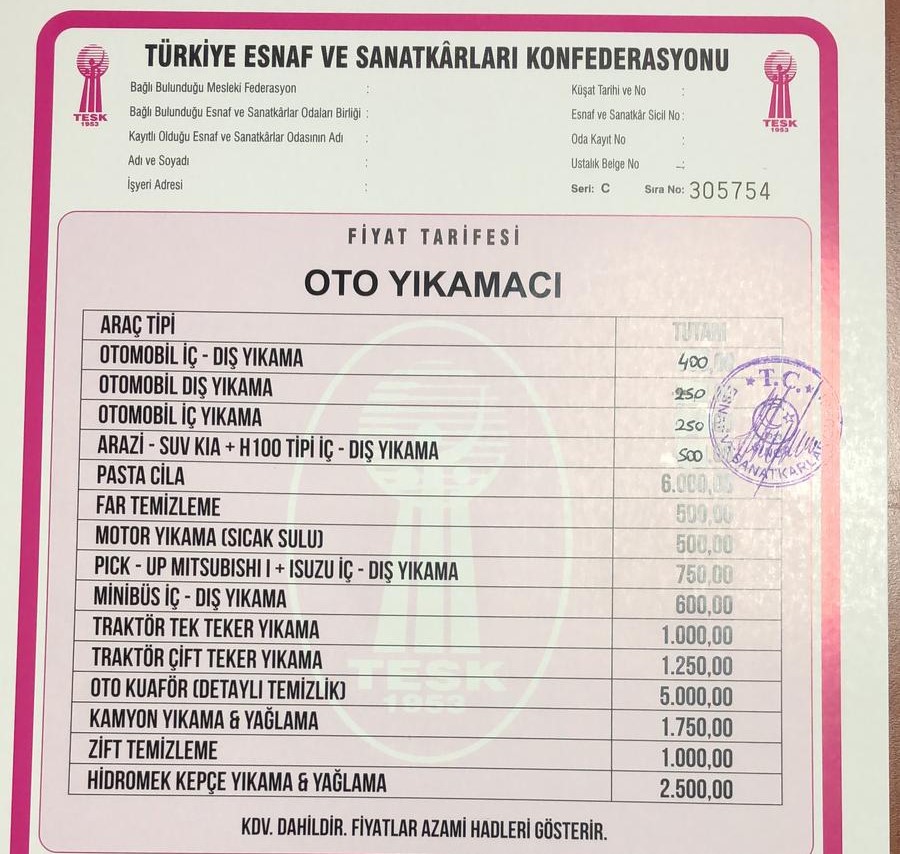 TÜRKİYE ESNAF VE SANATKÂRLARI KONFEDERASYONU
TESK
1953
TESK
1953
Bağlı Bulunduğu Mesleki Federasyon :
Bağlı Bulunduğu Esnaf ve Sanatkârlar Odaları Birliği :
Kayıtlı Olduğu Esnaf ve Sanatkârlar Odasının Adı :
Adı ve Soyadı :
İşyeri Adresi :
Küşat Tarihi ve No :
Esnaf ve Sanatkâr Sicil No :
Oda Kayıt No :
Ustalık Belge No :
Seri: C Sıra No: 305754
FİYAT TARİFESİ
OTO YIKAMACI
ARAÇ TİPİ TUTARI
OTOMOBİL İÇ - DIŞ YIKAMA 400
OTOMOBİL DIŞ YIKAMA 250
OTOMOBİL İÇ YIKAMA 250
ARAZİ - SUV KIA + H100 TİPİ İÇ - DIŞ YIKAMA 500
PASTA CİLA 6.000,00
FAR TEMİZLEME 500,00
MOTOR YIKAMA (SICAK SULU) 500,00
PICK - UP MITSUBISHI I + ISUZU İÇ - DIŞ YIKAMA 750,00
MİNİBÜS İÇ - DIŞ YIKAMA 600,00
TRAKTÖR TEK TEKER YIKAMA 1.000,00
TRAKTÖR ÇİFT TEKER YIKAMA 1.250,00
OTO KUAFÖR (DETAYLI TEMİZLİK) 5.000,00
KAMYON YIKAMA & YAĞLAMA 1.750,00
ZİFT TEMİZLEME 1.000,00
HİDROMEK KEPÇE YIKAMA & YAĞLAMA 2.500,00
TESK
1953
T.C.
KDV. DAHİLDİR. FİYATLAR AZAMİ HADLERİ GÖSTERİR.